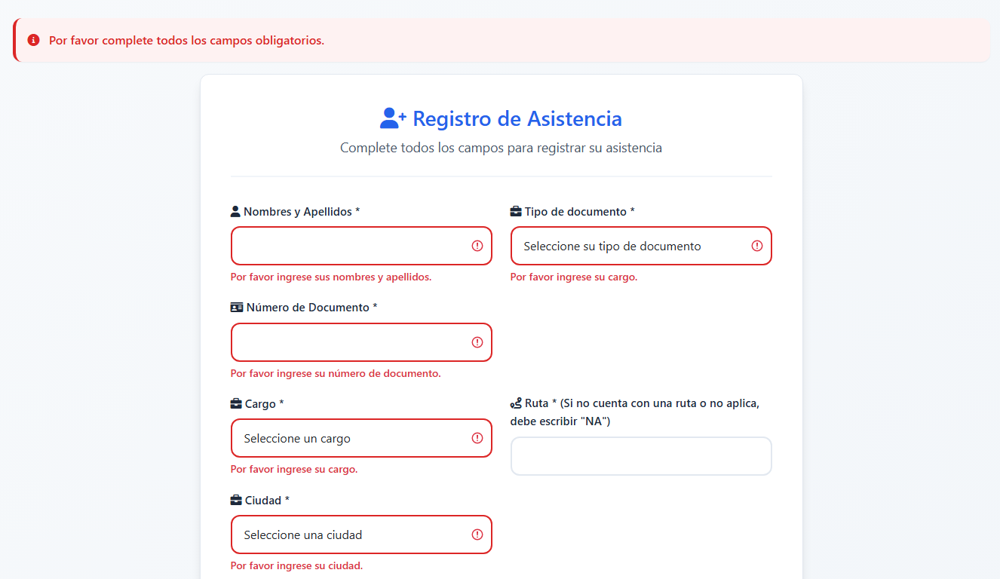 Por favor complete todos los campos obligatorios.
Registro de Asistencia
Complete todos los campos para registrar su asistencia
Nombres y Apellidos *
Por favor ingrese sus nombres y apellidos.
Tipo de documento *
Seleccione su tipo de documento
Por favor ingrese su cargo.
Número de Documento *
Por favor ingrese su número de documento.
Cargo *
Seleccione un cargo
Por favor ingrese su cargo.
Ruta * (Si no cuenta con una ruta o no aplica,
debe escribir "NA")
Ciudad *
Seleccione una ciudad
Por favor ingrese su ciudad.